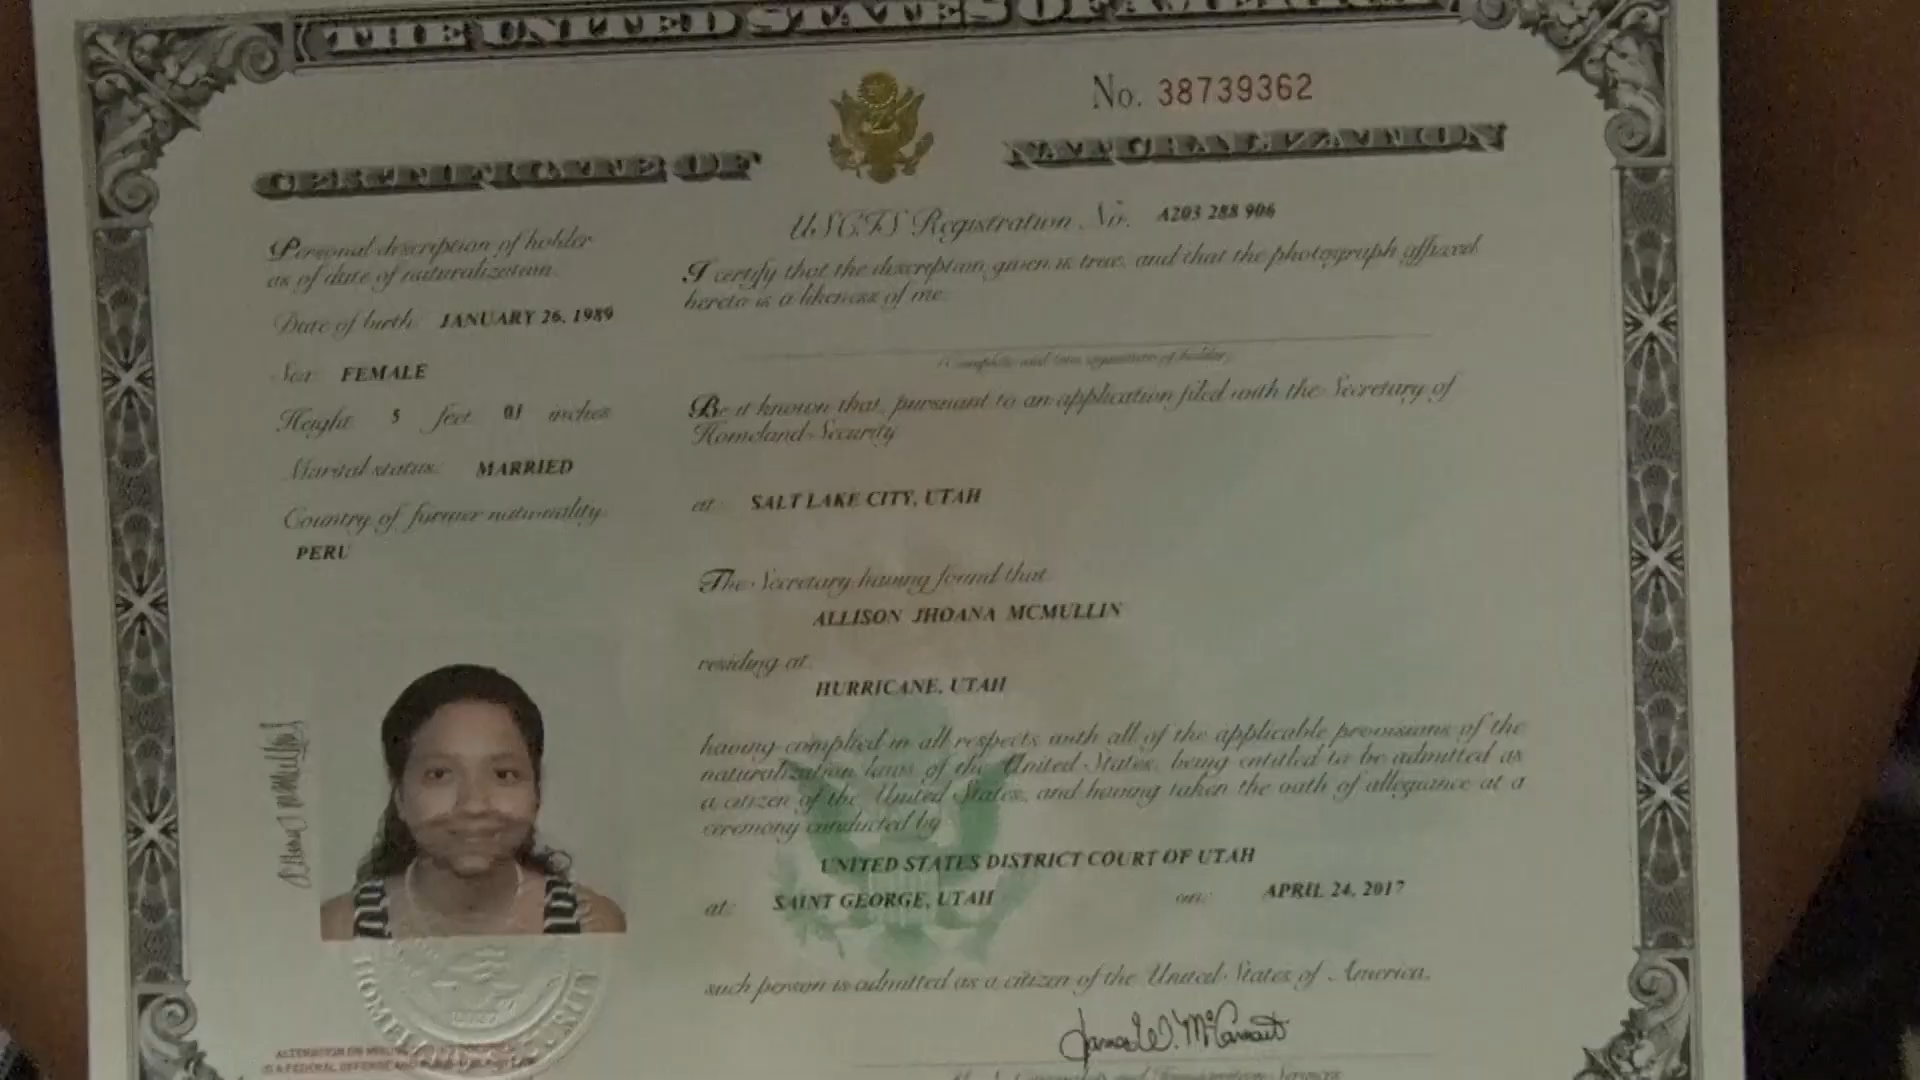 THE UNITED STATES OF AMERICA
No. 38739362
CERTIFICATE OF NATURALIZATION
USCIS Registration No. A203 288 906
Personal description of holder
as of date of naturalization
Date of birth: JANUARY 26, 1989
Sex: FEMALE
Height: 5 feet 01 inches
Marital status: MARRIED
Country of former nationality:
PERU
I certify that the description given is true, and that the photograph affixed
hereto is a likeness of me.
(Complete and true signature of holder)
Be it known that, pursuant to an application filed with the Secretary of
Homeland Security
at: SALT LAKE CITY, UTAH
The Secretary having found that:
ALLISON JHOANA MCMULLIN
residing at:
HURRICANE, UTAH
having complied in all respects with all of the applicable provisions of the
naturalization laws of the United States, being entitled to be admitted as
a citizen of the United States, and having taken the oath of allegiance at a
ceremony conducted by
UNITED STATES DISTRICT COURT OF UTAH
at: SAINT GEORGE, UTAH on: APRIL 24, 2017
such person is admitted as a citizen of the United States of America.